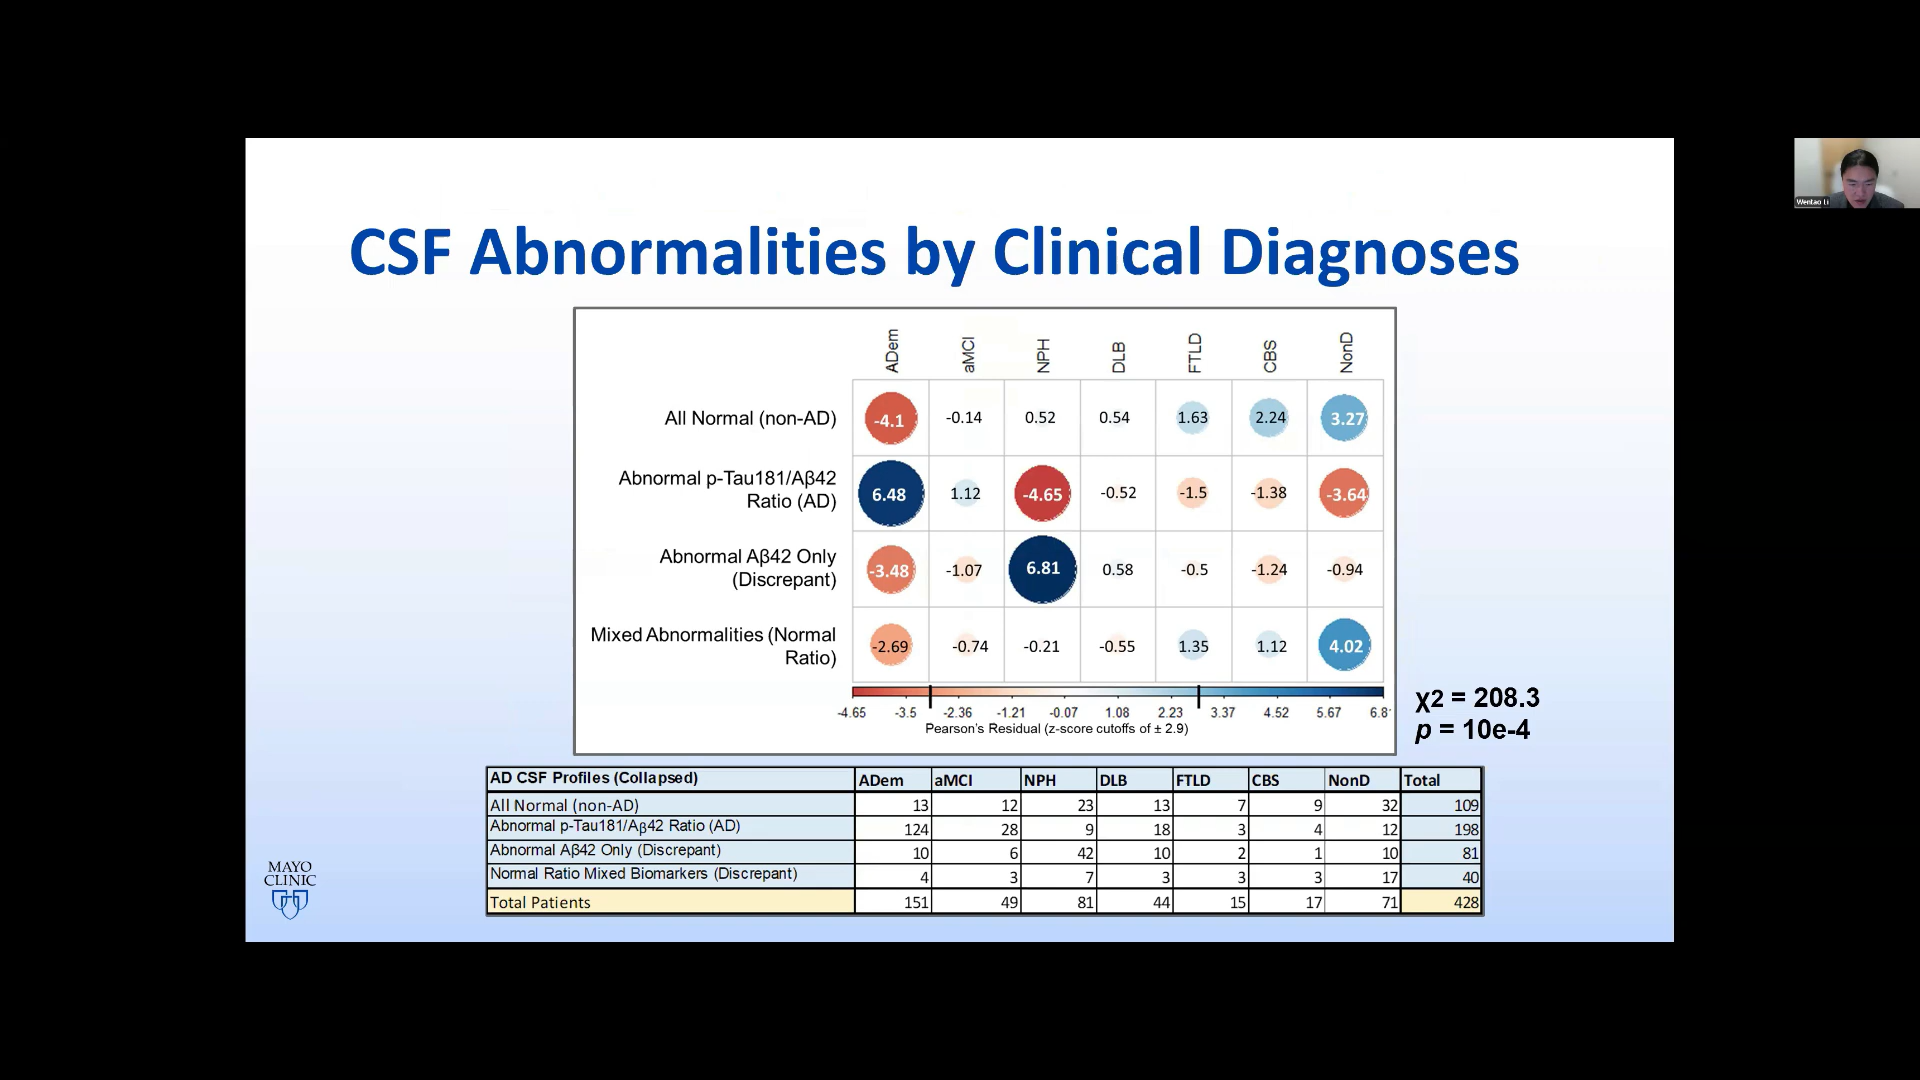 Wentao Li
CSF Abnormalities by Clinical Diagnoses
ADem aMCI NPH DLB FTLD CBS NonD
All Normal (non-AD) -4.1 -0.14 0.52 0.54 1.63 2.24 3.27
Abnormal p-Tau181/Aβ42
Ratio (AD)
6.48 1.12 -4.65 -0.52 -1.5 -1.38 -3.64
Abnormal Aβ42 Only
(Discrepant)
-3.48 -1.07 6.81 0.58 -0.5 -1.24 -0.94
Mixed Abnormalities (Normal
Ratio)
-2.69 -0.74 -0.21 -0.55 1.35 1.12 4.02
-4.65 -3.5 -2.36 -1.21 -0.07 1.08 2.23 3.37 4.52 5.67
Pearson's Residual (z-score cutoffs of ± 2.9)
χ2 = 208.3
p = 10e-4
AD CSF Profiles (Collapsed) ADem aMCI NPH DLB FTLD CBS NonD Total
All Normal (non-AD) 13 12 23 13 7 9 32 109
Abnormal p-Tau181/Aβ42 Ratio (AD) 124 28 9 18 3 4 12 198
Abnormal Aβ42 Only (Discrepant) 10 6 42 10 2 1 10 81
Normal Ratio Mixed Biomarkers (Discrepant) 4 3 7 3 3 3 17 40
Total Patients 151 49 81 44 15 17 71 428
MAYO
CLINIC